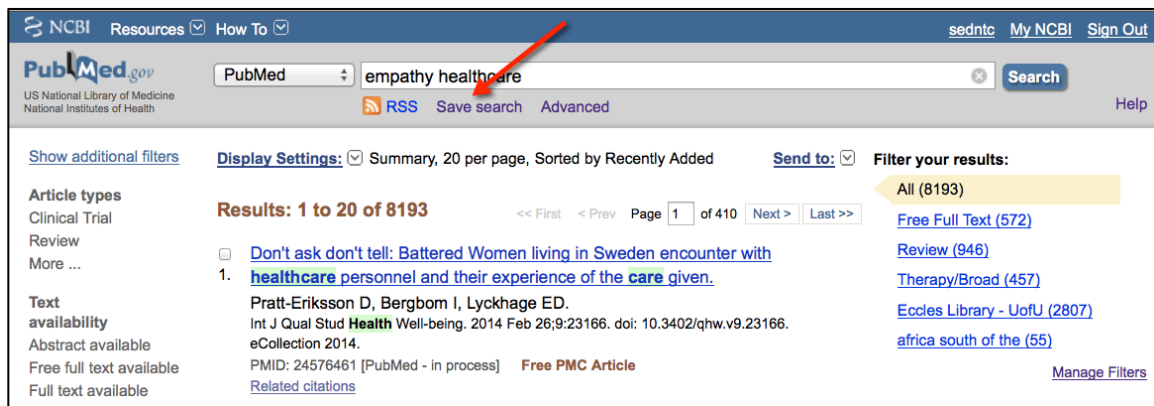 NCBI Resources How To sedntc My NCBI Sign Out
PubMed.gov
US National Library of Medicine
National Institutes of Health
PubMed empathy healthcare Search
RSS Save search Advanced
Help
Show additional filters
Article types
Clinical Trial
Review
More ...
Text
availability
Abstract available
Free full text available
Full text available
Display Settings: Summary, 20 per page, Sorted by Recently Added Send to:
Results: 1 to 20 of 8193 << First < Prev Page 1 of 410 Next > Last >>
Don't ask don't tell: Battered Women living in Sweden encounter with
1. healthcare personnel and their experience of the care given.
Pratt-Eriksson D, Bergbom I, Lyckhage ED.
Int J Qual Stud Health Well-being. 2014 Feb 26;9:23166. doi: 10.3402/qhw.v9.23166.
eCollection 2014.
PMID: 24576461 [PubMed - in process] Free PMC Article
Related citations
Filter your results:
All (8193)
Free Full Text (572)
Review (946)
Therapy/Broad (457)
Eccles Library - UofU (2807)
africa south of the (55)
Manage Filters